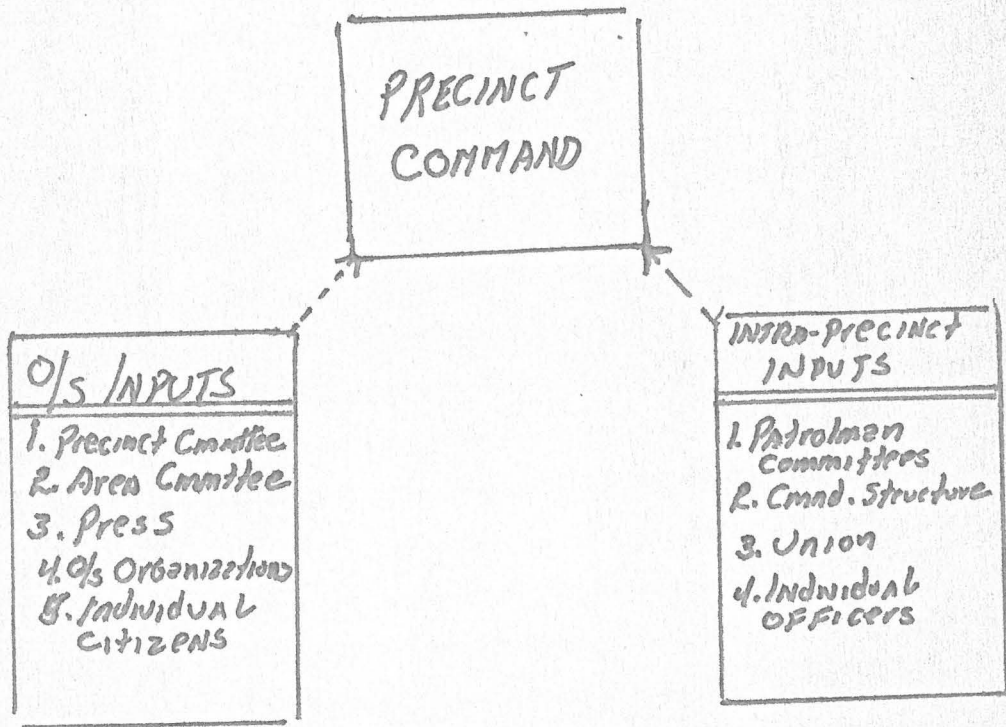 PRECINCT
COMMAND
O/S INPUTS
1. Precinct Cmmttee
2. Area Cmmttee
3. Press
4. O/S Organizations
5. Individual
Citizens
INTRA-Precinct
INPUTS
1. Patrolman
Committees
2. Cmnd. Structure
3. Union
4. Individual
OFFicers